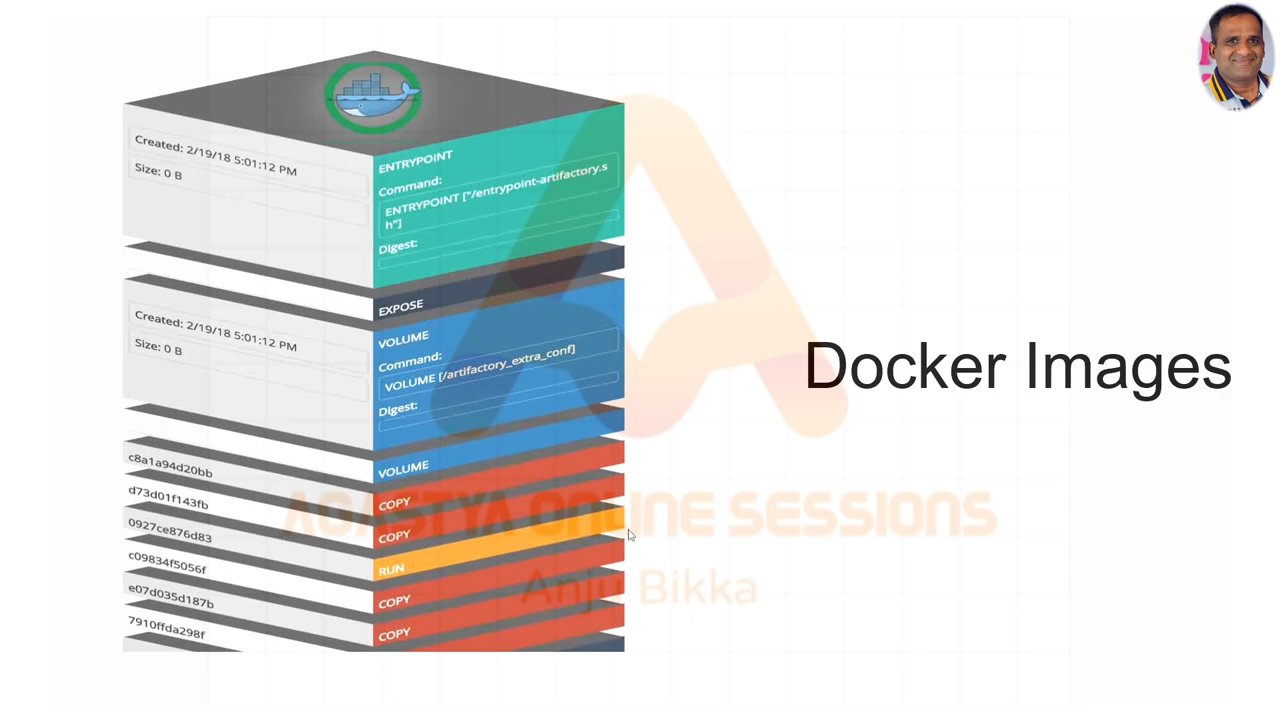 Created: 2/19/18 5:01:12 PM
Size: 0 B
ENTRYPOINT
Command:
ENTRYPOINT ["/entrypoint-artifactory.s
h"]
Digest:
EXPOSE
Created: 2/19/18 5:01:12 PM
Size: 0 B
VOLUME
Command:
VOLUME [/artifactory_extra_conf]
Digest:
VOLUME
c8a1a94d20bb
COPY
d73d01f143fb
COPY
0927ce876d83
RUN
c09834f5056f
COPY
e07d035d187b
COPY
7910ffda298f
Docker Images
AGASTYA ONLINE SESSIONS
Anju Bikka